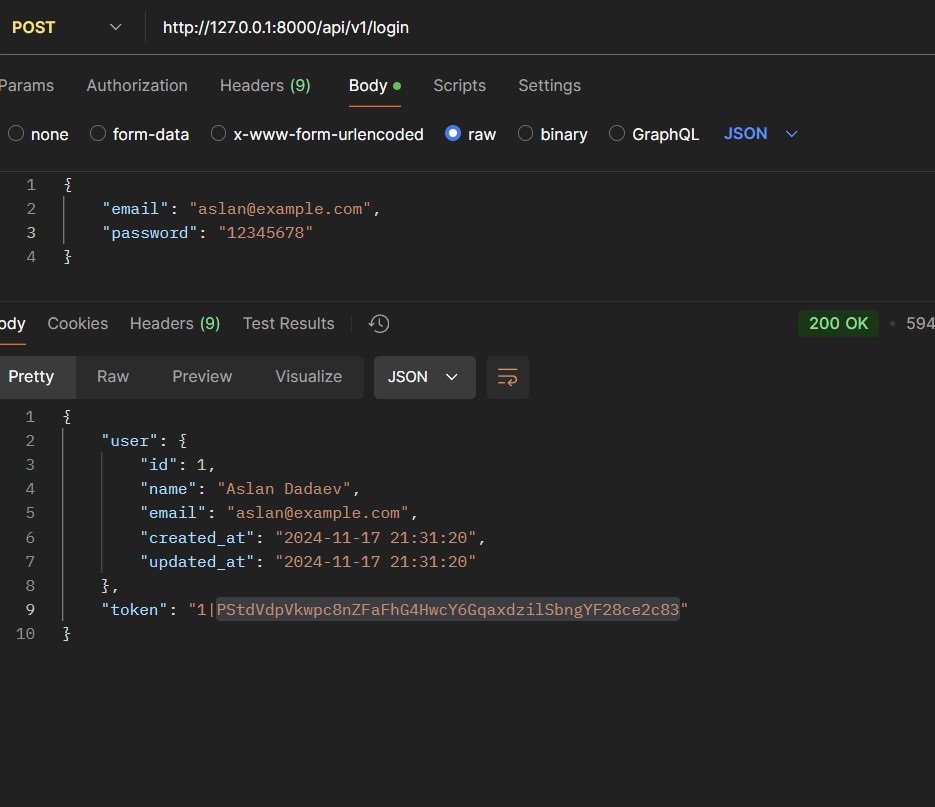 POST http://127.0.0.1:8000/api/v1/login
Params Authorization Headers (9) Body Scripts Settings
none form-data x-www-form-urlencoded raw binary GraphQL JSON
1 {
2 "email": "aslan@example.com",
3 "password": "12345678"
4 }
ody Cookies Headers (9) Test Results 200 OK • 594
Pretty Raw Preview Visualize JSON
1 {
2 "user": {
3 "id": 1,
4 "name": "Aslan Dadaev",
5 "email": "aslan@example.com",
6 "created_at": "2024-11-17 21:31:20",
7 "updated_at": "2024-11-17 21:31:20"
8 },
9 "token": "1|PStdVdpVkwpc8nZFaFhG4HwcY6GqaxdzilSbngYF28ce2c83"
10 }